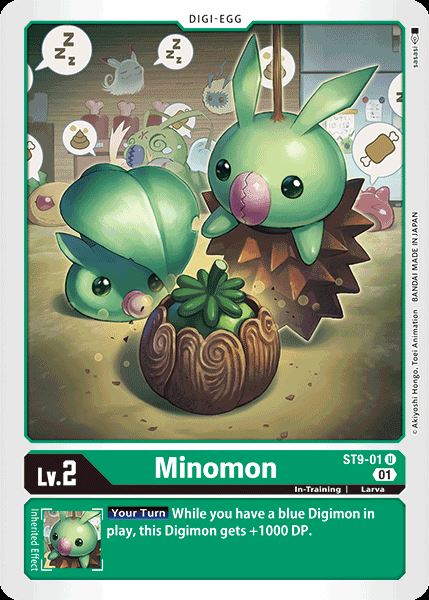 DIGI-EGG
sasasi
Z
Z
Z
Z
Z
Z
© Akiyoshi Hongo, Toei Animation BANDAI MADE IN JAPAN
Lv.2
Minomon
ST9-01 U
01
In-Training | Larva
Inherited Effect
Your Turn While you have a blue Digimon in
play, this Digimon gets +1000 DP.